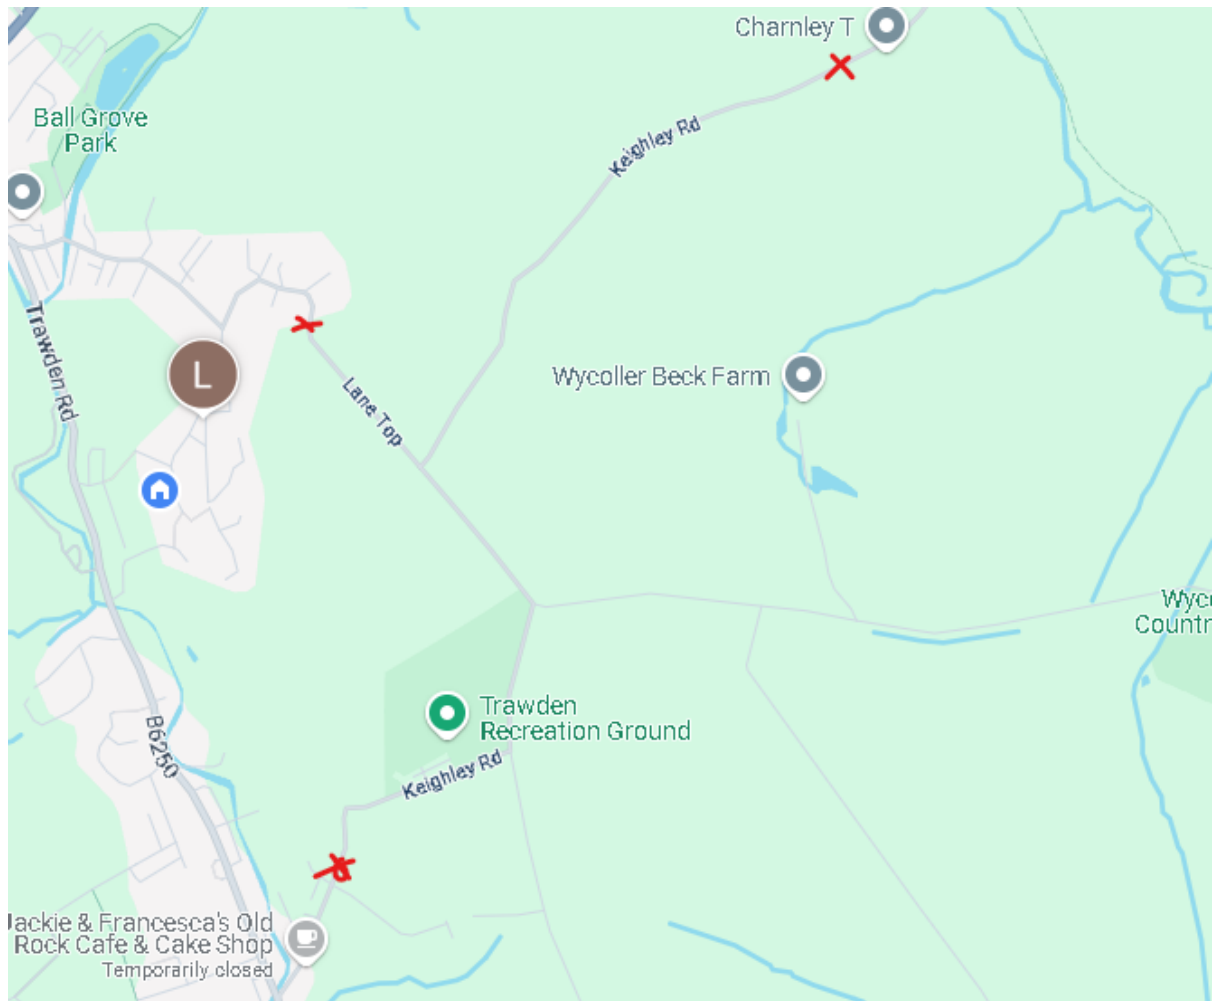 Charnley T
Ball Grove
Park
Keighley Rd
Trawden Rd
L
Lane Top
Wycoller Beck Farm
Countr
Trawden
Recreation Ground
B6250
Keighley Rd
Jackie & Francesca's Old
Rock Cafe & Cake Shop
Temporarily closed